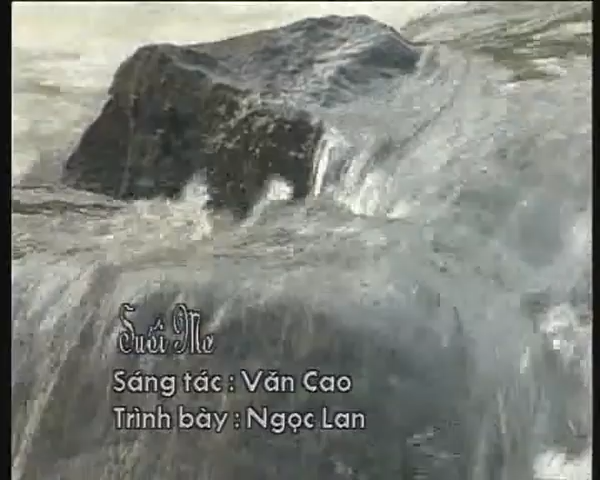 Suối Mơ
Sáng tác : Văn Cao
Trình bày : Ngọc Lan